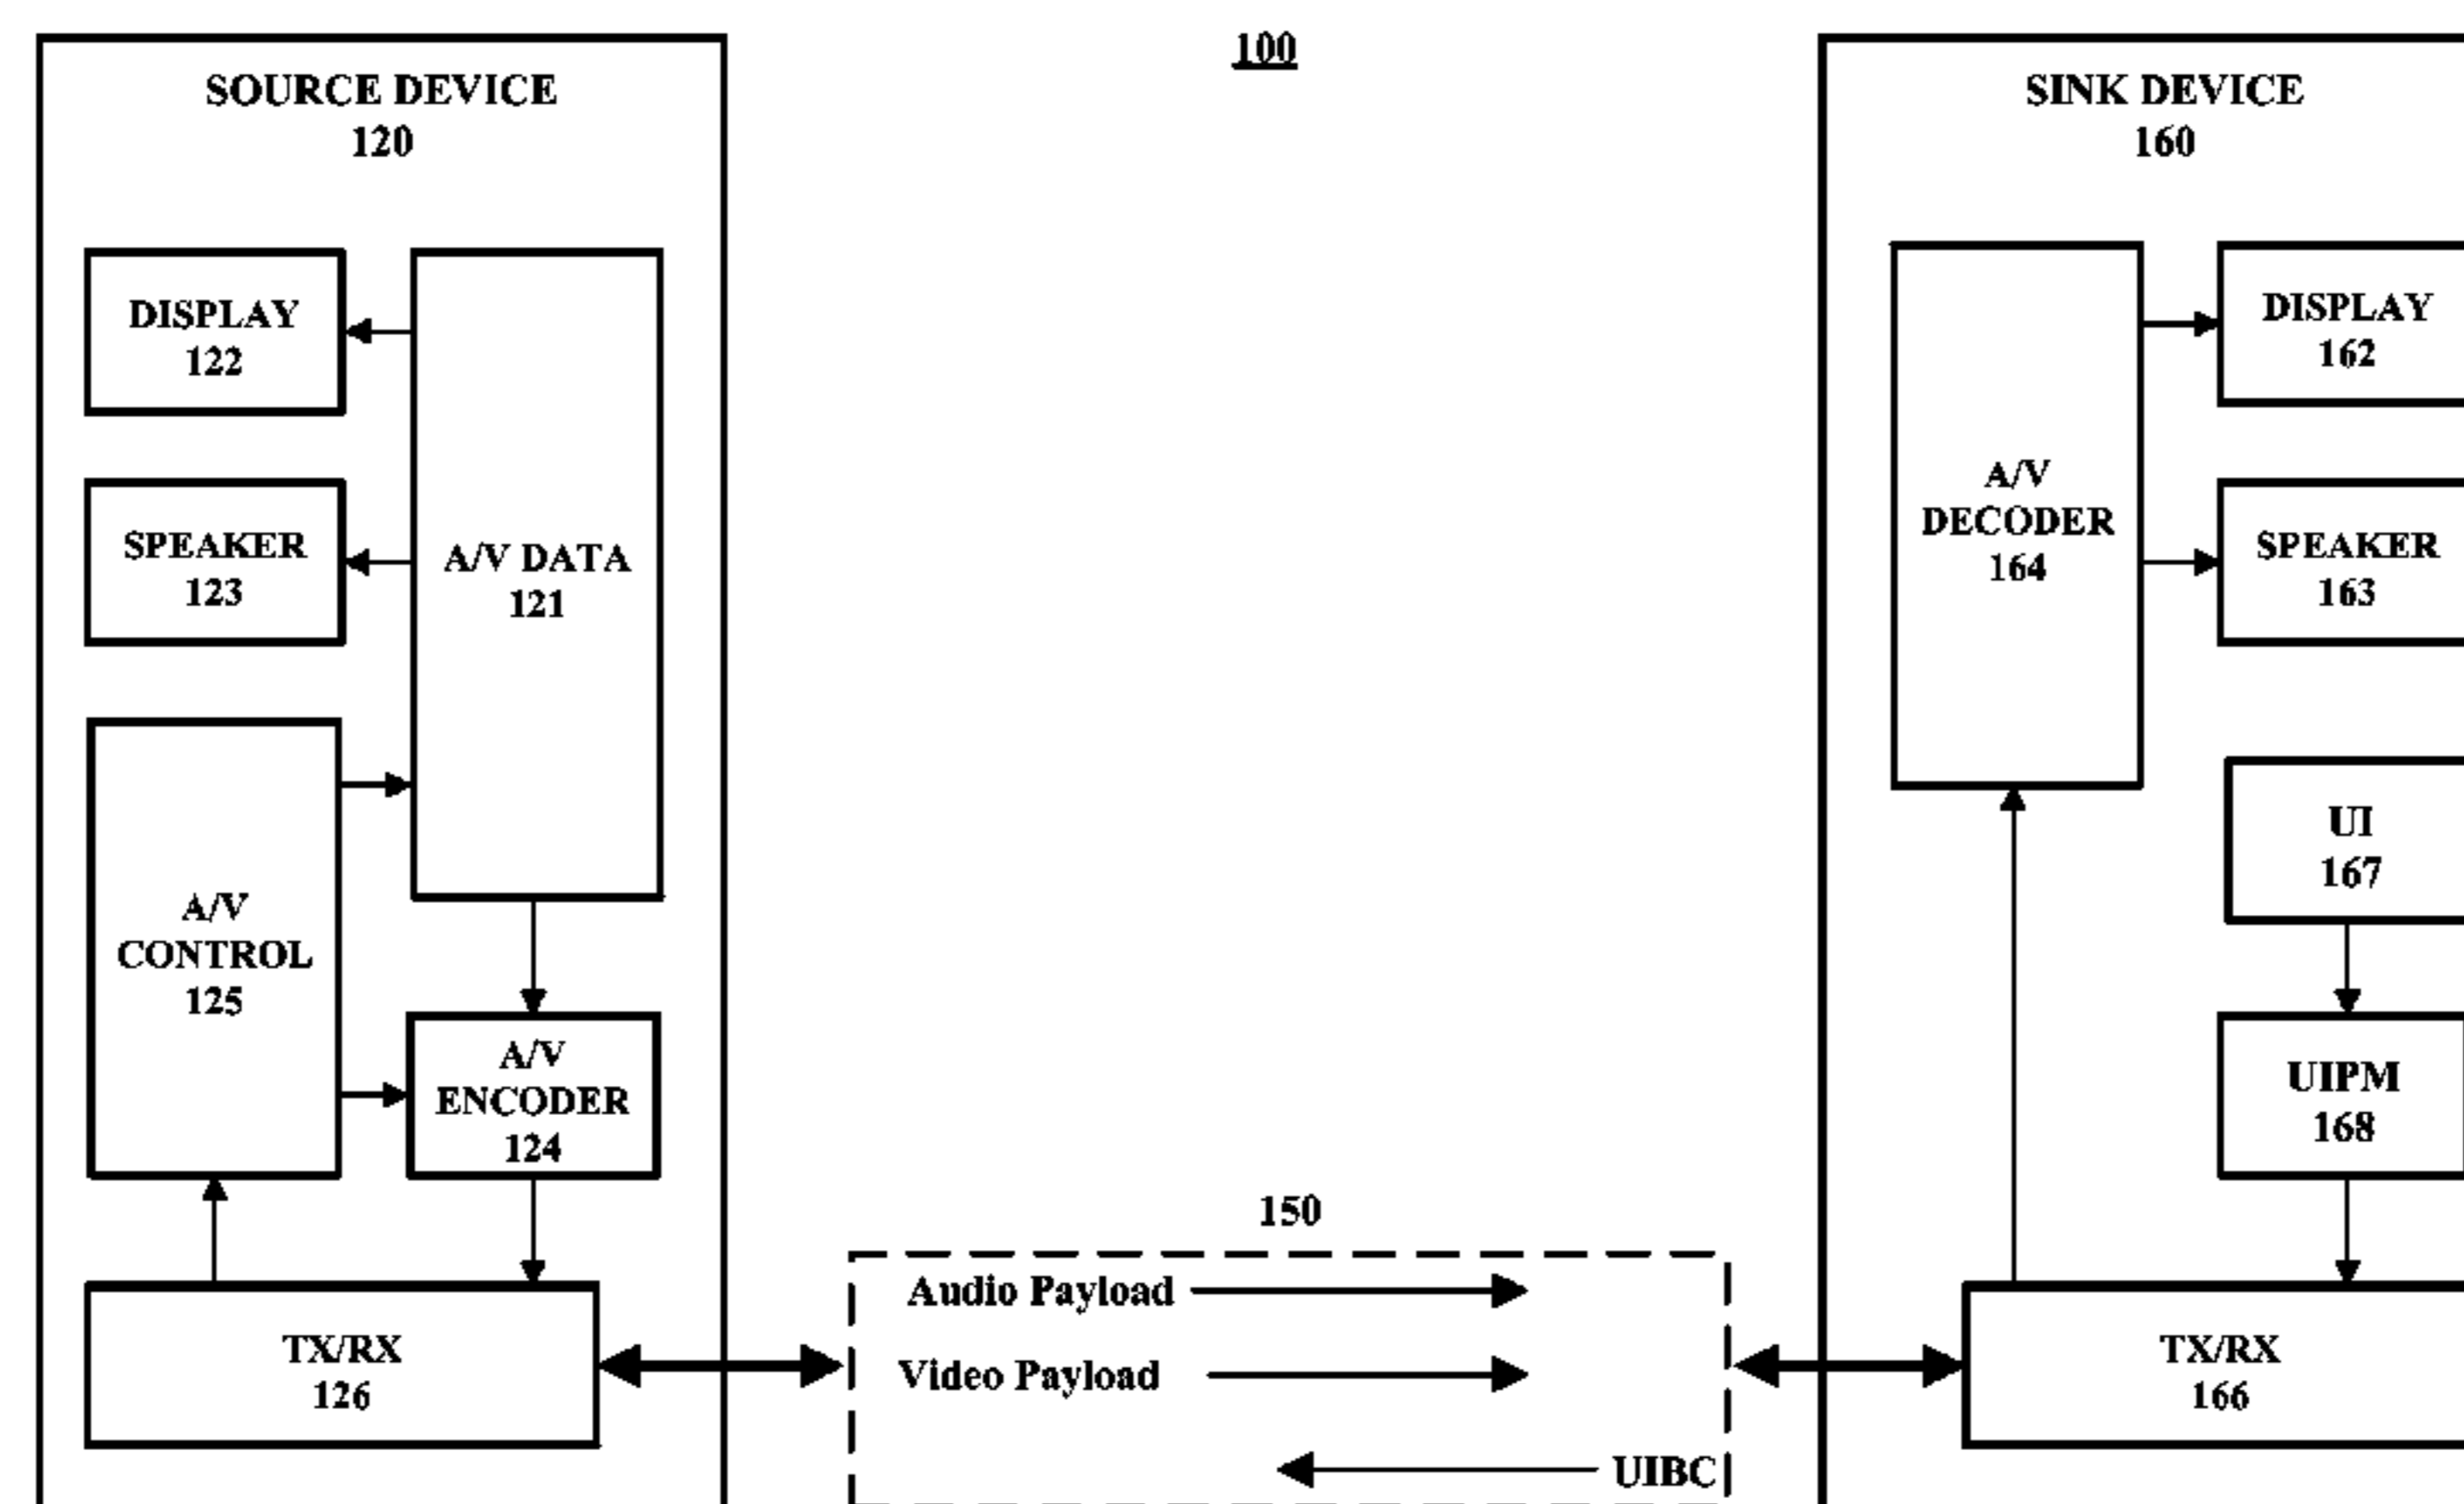 100
SOURCE DEVICE
120
DISPLAY
122
SPEAKER
123
A/V DATA
121
A/V
CONTROL
125
A/V
ENCODER
124
TX/RX
126
150
Audio Payload
Video Payload
UIBC
SINK DEVICE
160
A/V
DECODER
164
DISPLAY
162
SPEAKER
163
UI
167
UIPM
168
TX/RX
166